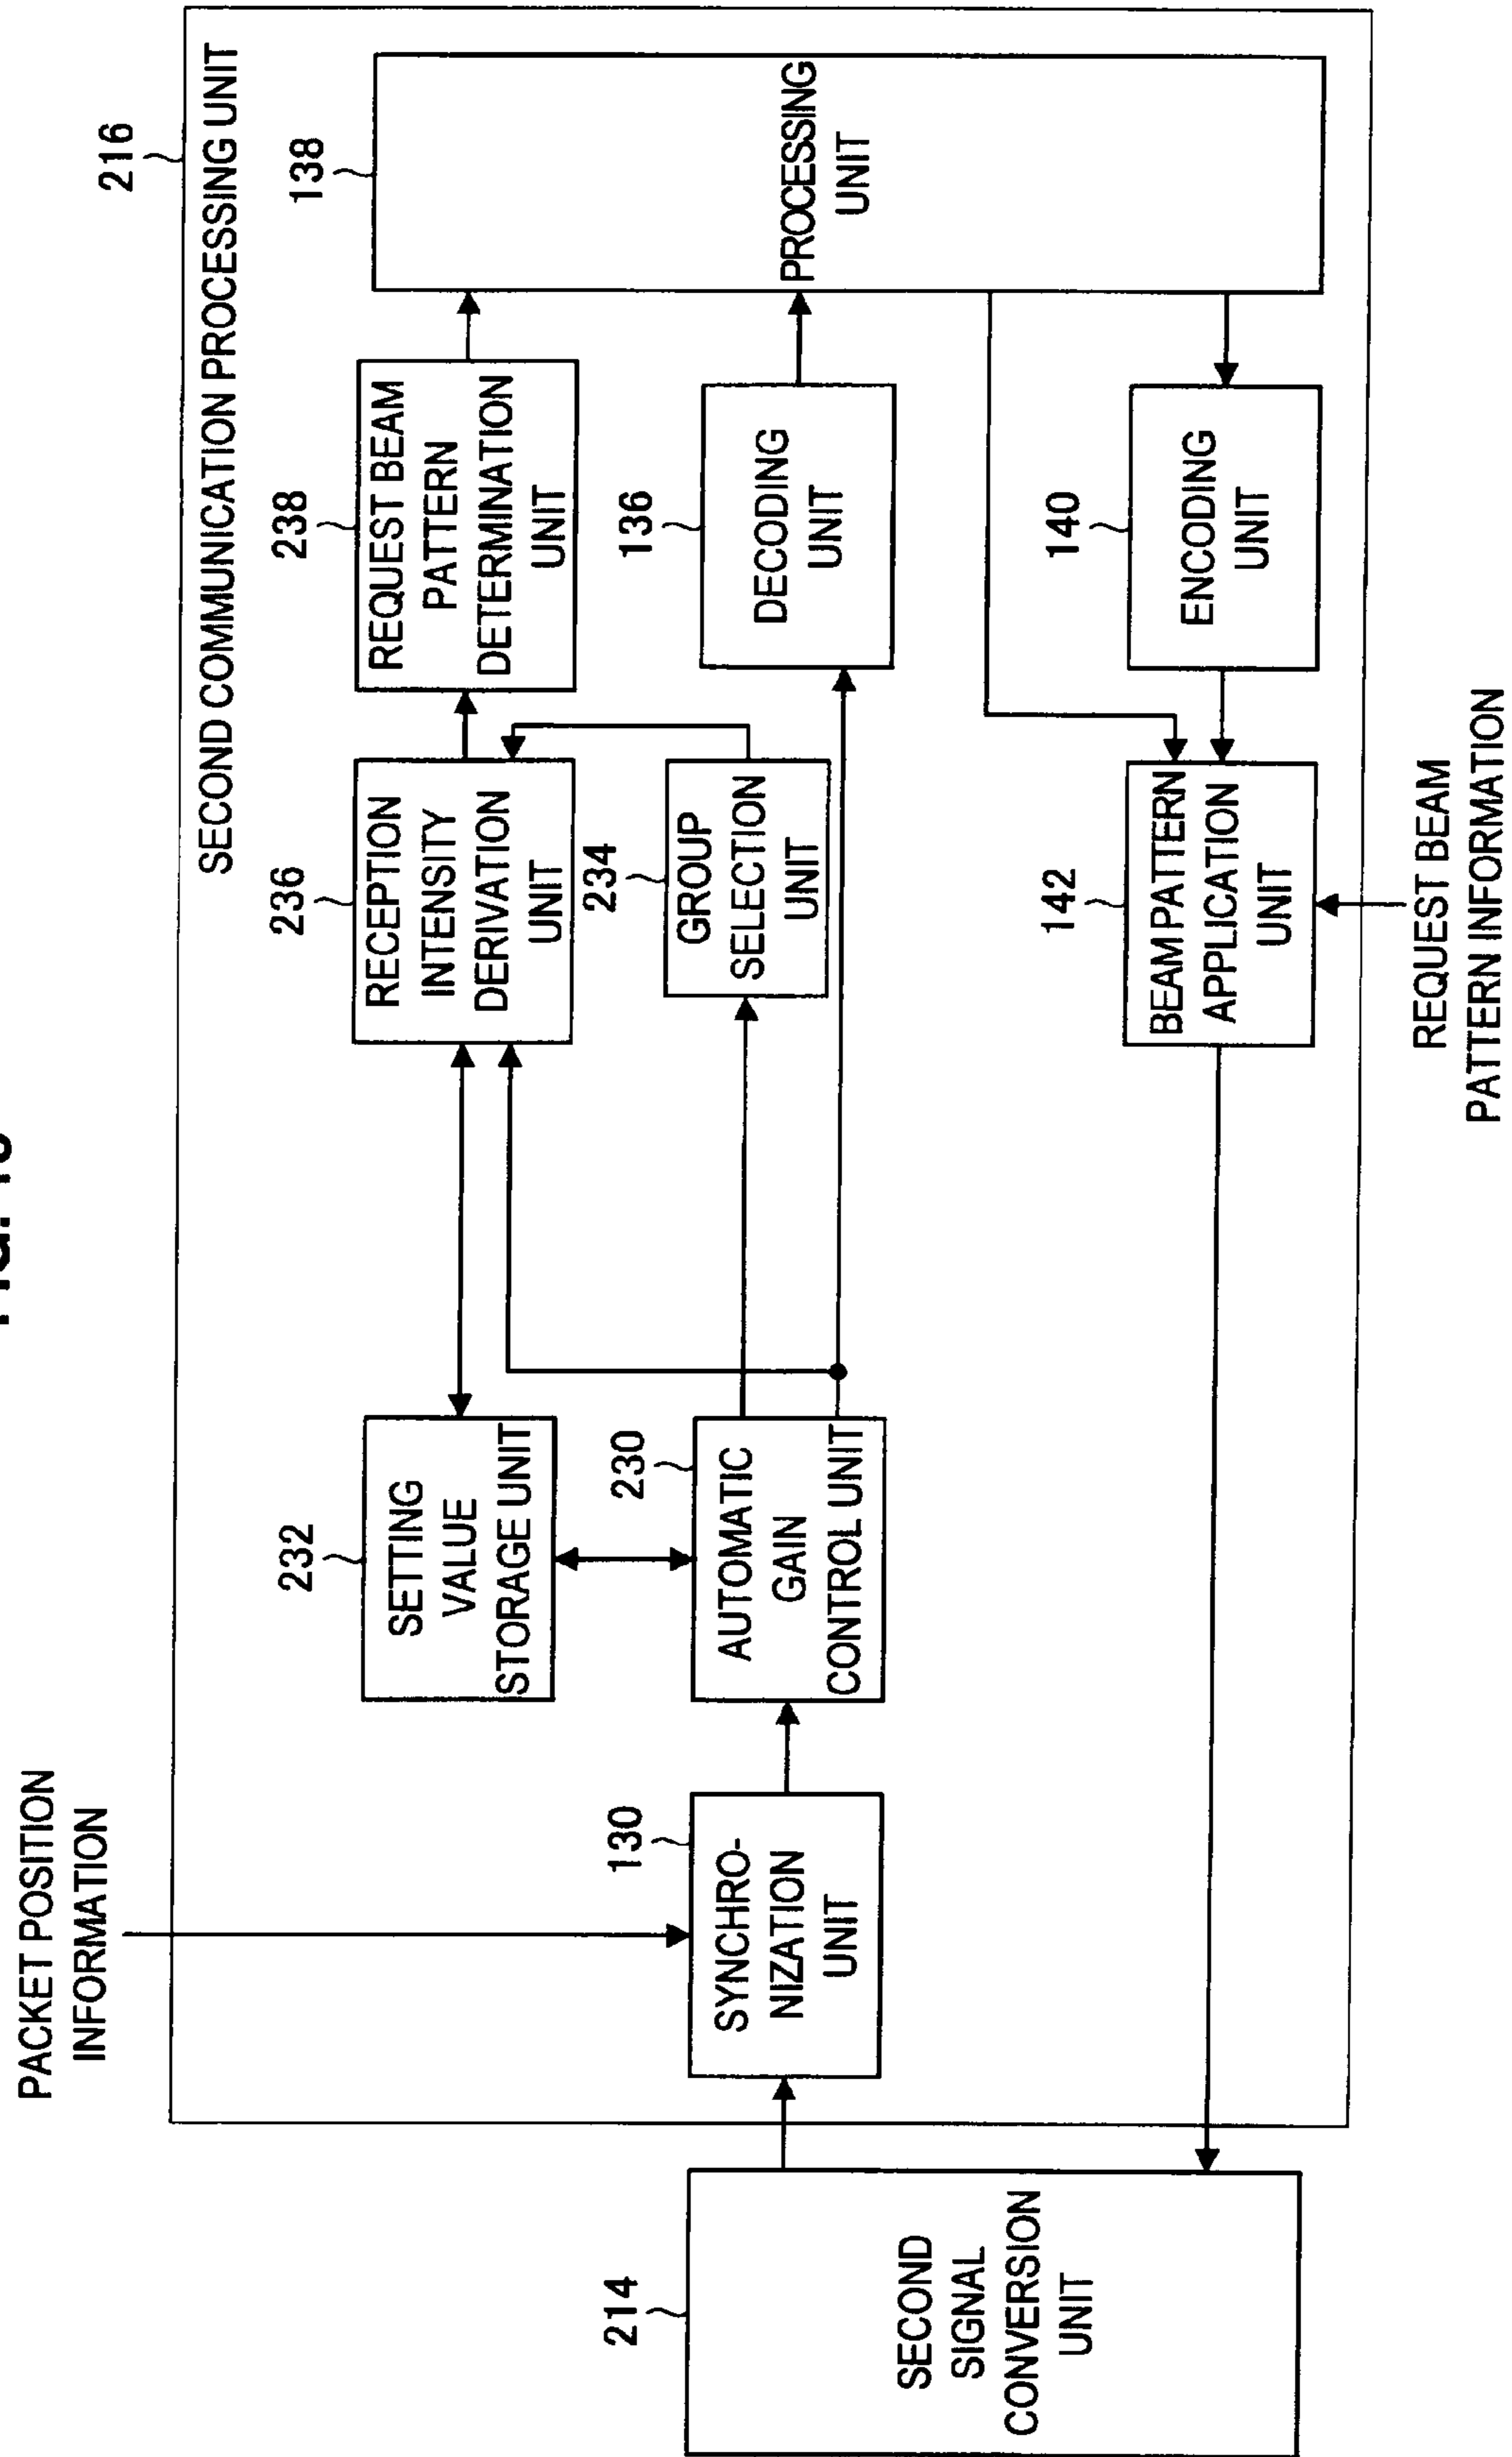 216
SECOND COMMUNICATION PROCESSING UNIT
PACKET POSITION
INFORMATION
232
SETTING
VALUE
STORAGE UNIT
236
RECEPTION
INTENSITY
DERIVATION
UNIT
238
REQUEST BEAM
PATTERN
DETERMINATION
UNIT
138
PROCESSING
UNIT
214
SECOND
SIGNAL
CONVERSION
UNIT
130
SYNCHRO-
NIZATION
UNIT
230
AUTOMATIC
GAIN
CONTROL UNIT
234
GROUP
SELECTION
UNIT
136
DECODING
UNIT
142
BEAM PATTERN
APPLICATION
UNIT
140
ENCODING
UNIT
REQUEST BEAM
PATTERN INFORMATION